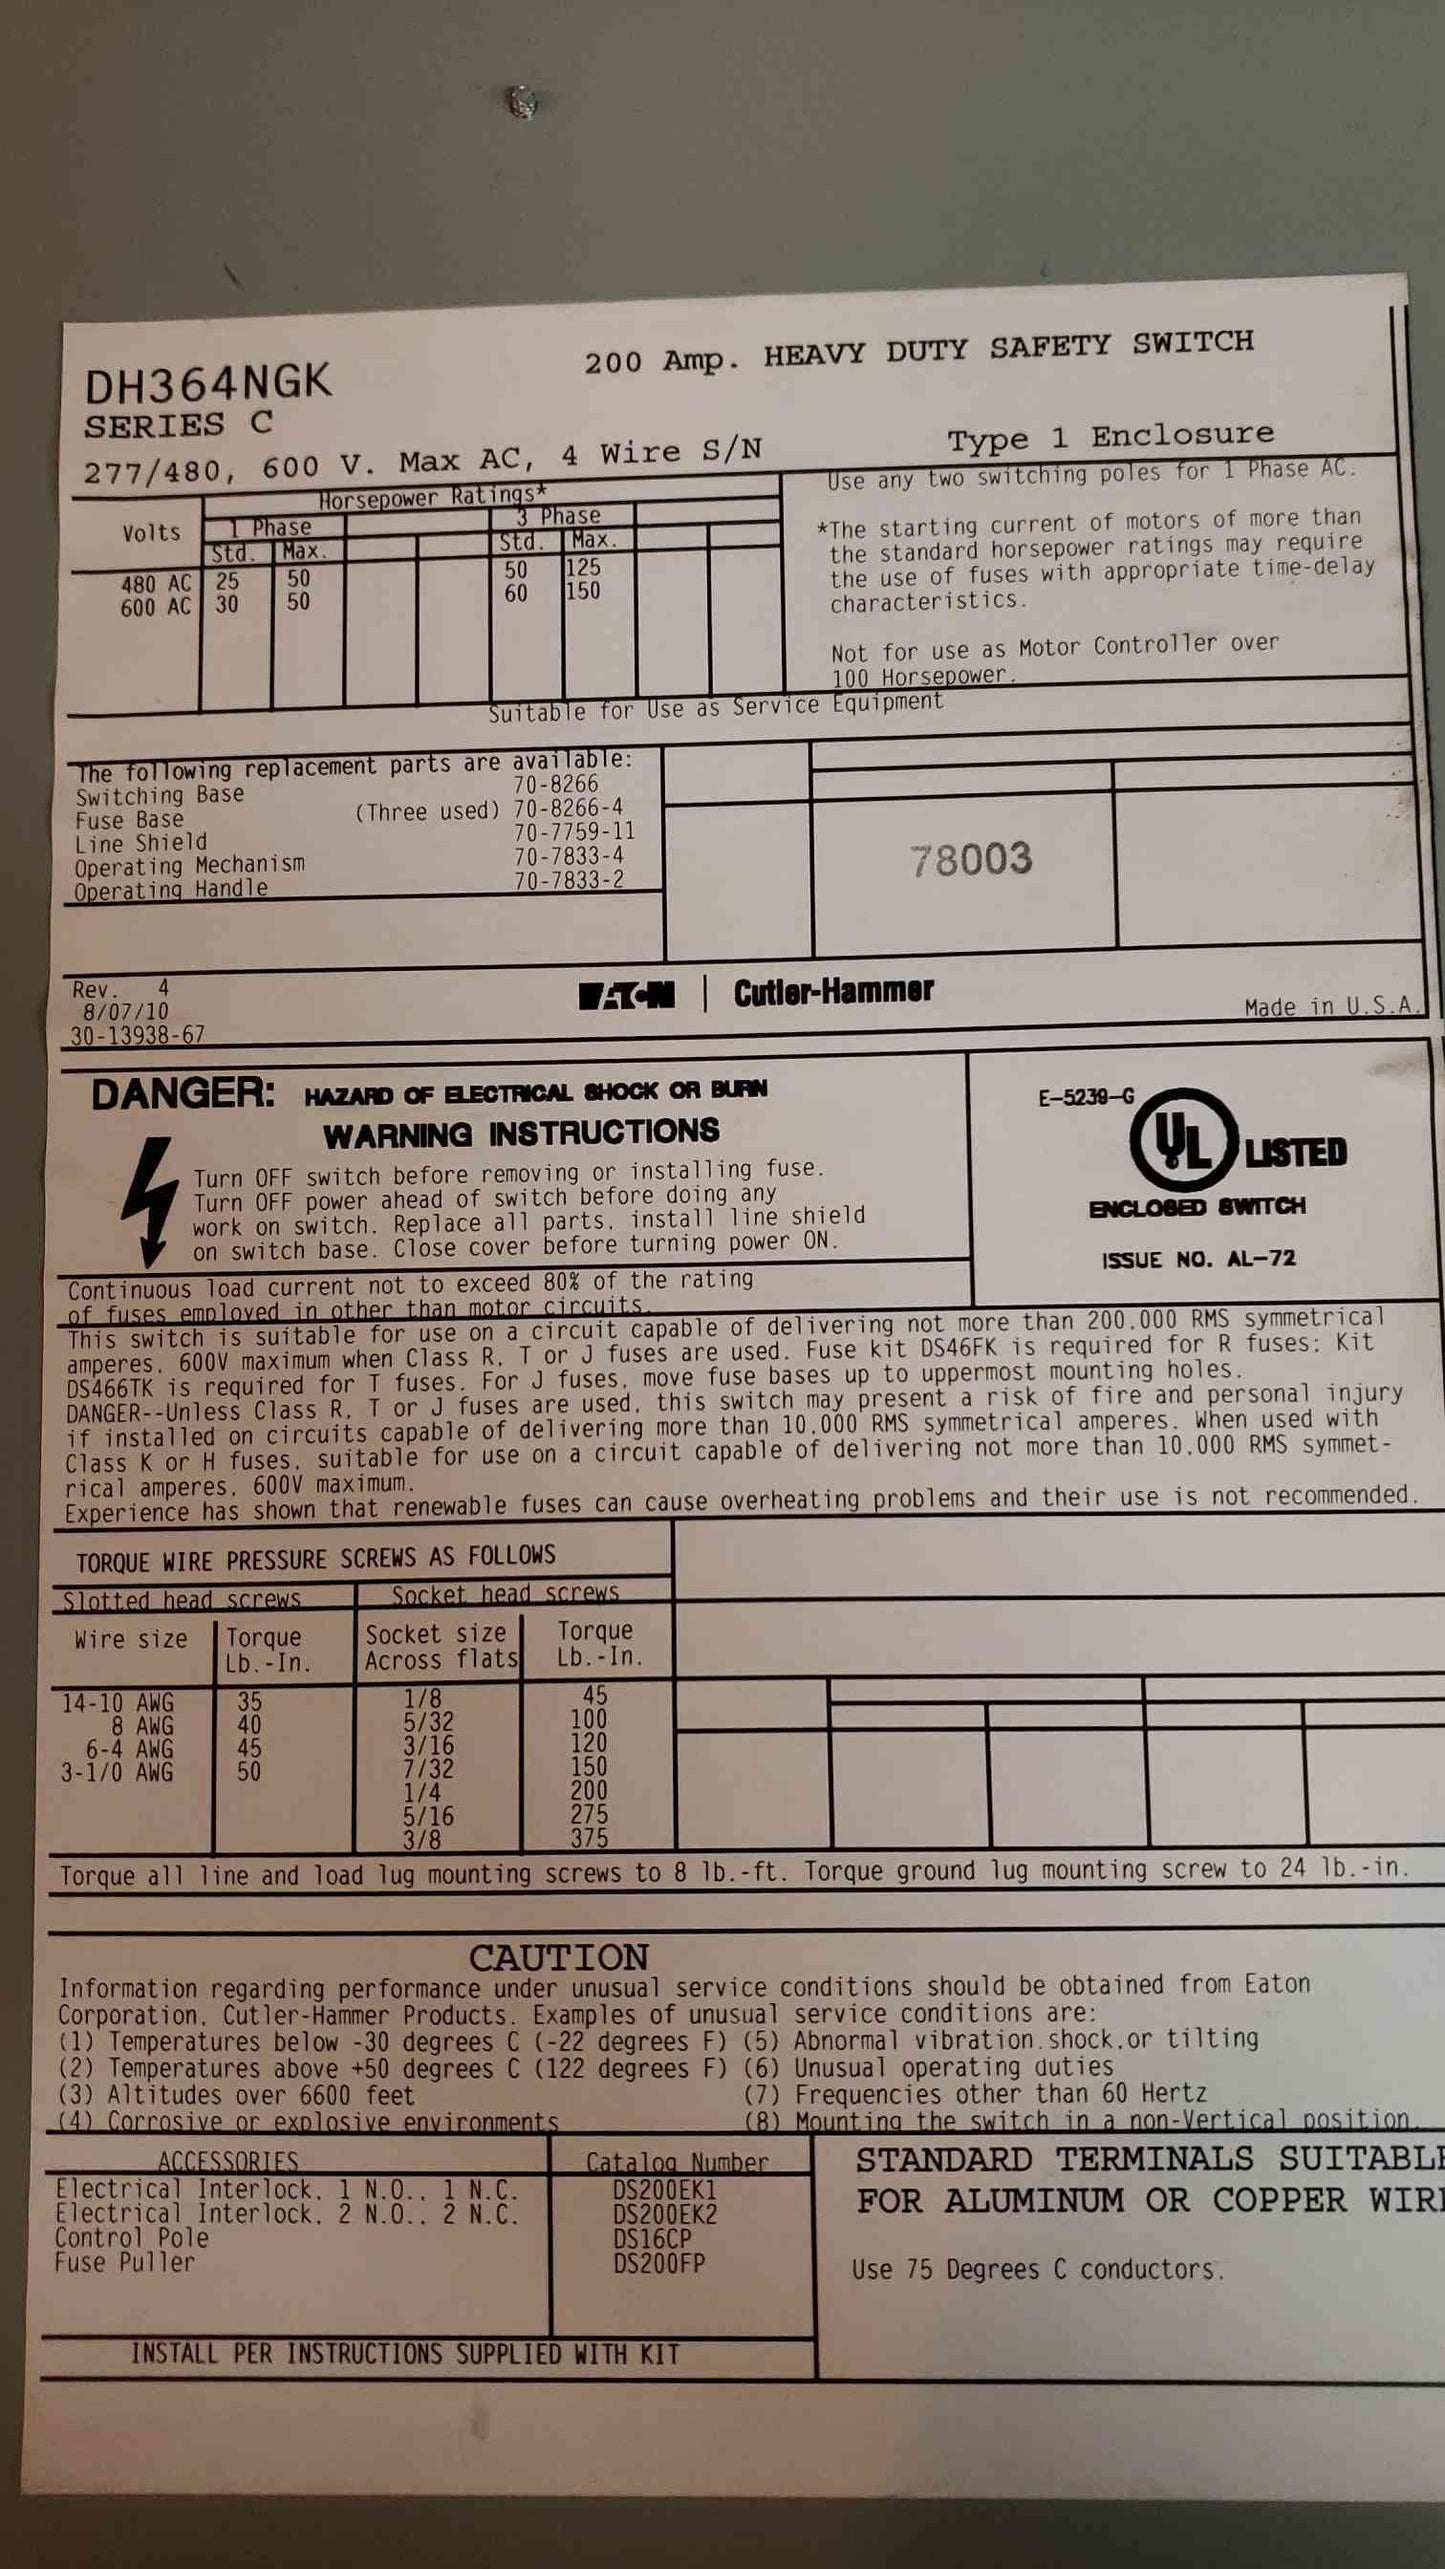 DH364NGK
200 Amp. HEAVY DUTY SAFETY SWITCH
SERIES C
277/480, 600 V. Max AC, 4 Wire S/N
Type 1 Enclosure
Volts
Horsepower Ratings*
1 Phase
3 Phase
Std. Max. Std. Max.
480 AC 25 50 50 125
600 AC 30 50 60 150
Use any two switching poles for 1 Phase AC.
*The starting current of motors of more than
the standard horsepower ratings may require
the use of fuses with appropriate time-delay
characteristics.
Not for use as Motor Controller over
100 Horsepower.
Suitable for Use as Service Equipment
The following replacement parts are available:
Switching Base 70-8266
Fuse Base (Three used) 70-8266-4
Line Shield 70-7759-11
Operating Mechanism 70-7833-4
Operating Handle 70-7833-2
78003
Rev. 4
8/07/10
30-13938-67
EATON | Cutler-Hammer
Made in U.S.A.
DANGER: HAZARD OF ELECTRICAL SHOCK OR BURN
WARNING INSTRUCTIONS
Turn OFF switch before removing or installing fuse.
Turn OFF power ahead of switch before doing any
work on switch. Replace all parts, install line shield
on switch base. Close cover before turning power ON.
E-5239-G
UL LISTED
ENCLOSED SWITCH
ISSUE NO. AL-72
Continuous load current not to exceed 80% of the rating
of fuses employed in other than motor circuits.
This switch is suitable for use on a circuit capable of delivering not more than 200,000 RMS symmetrical
amperes, 600V maximum when Class R, T or J fuses are used. Fuse kit DS46FK is required for R fuses; Kit
DS466TK is required for T fuses. For J fuses, move fuse bases up to uppermost mounting holes.
DANGER--Unless Class R, T or J fuses are used, this switch may present a risk of fire and personal injury
if installed on circuits capable of delivering more than 10,000 RMS symmetrical amperes. When used with
Class K or H fuses, suitable for use on a circuit capable of delivering not more than 10,000 RMS symmet-
rical amperes, 600V maximum.
Experience has shown that renewable fuses can cause overheating problems and their use is not recommended.
TORQUE WIRE PRESSURE SCREWS AS FOLLOWS
Slotted head screws Socket head screws
Wire size Torque Socket size Torque
Lb.-In. Across flats Lb.-In.
14-10 AWG 35 1/8 45
8 AWG 40 5/32 100
6-4 AWG 45 3/16 120
3-1/0 AWG 50 7/32 150
1/4 200
5/16 275
3/8 375
Torque all line and load lug mounting screws to 8 lb.-ft. Torque ground lug mounting screw to 24 lb.-in.
CAUTION
Information regarding performance under unusual service conditions should be obtained from Eaton
Corporation, Cutler-Hammer Products. Examples of unusual service conditions are:
(1) Temperatures below -30 degrees C (-22 degrees F) (5) Abnormal vibration,shock,or tilting
(2) Temperatures above +50 degrees C (122 degrees F) (6) Unusual operating duties
(3) Altitudes over 6600 feet (7) Frequencies other than 60 Hertz
(4) Corrosive or explosive environments (8) Mounting the switch in a non-Vertical position.
ACCESSORIES Catalog Number
Electrical Interlock, 1 N.O., 1 N.C. DS200EK1
Electrical Interlock, 2 N.O., 2 N.C. DS200EK2
Control Pole DS16CP
Fuse Puller DS200FP
INSTALL PER INSTRUCTIONS SUPPLIED WITH KIT
STANDARD TERMINALS SUITABL
FOR ALUMINUM OR COPPER WIR
Use 75 Degrees C conductors.